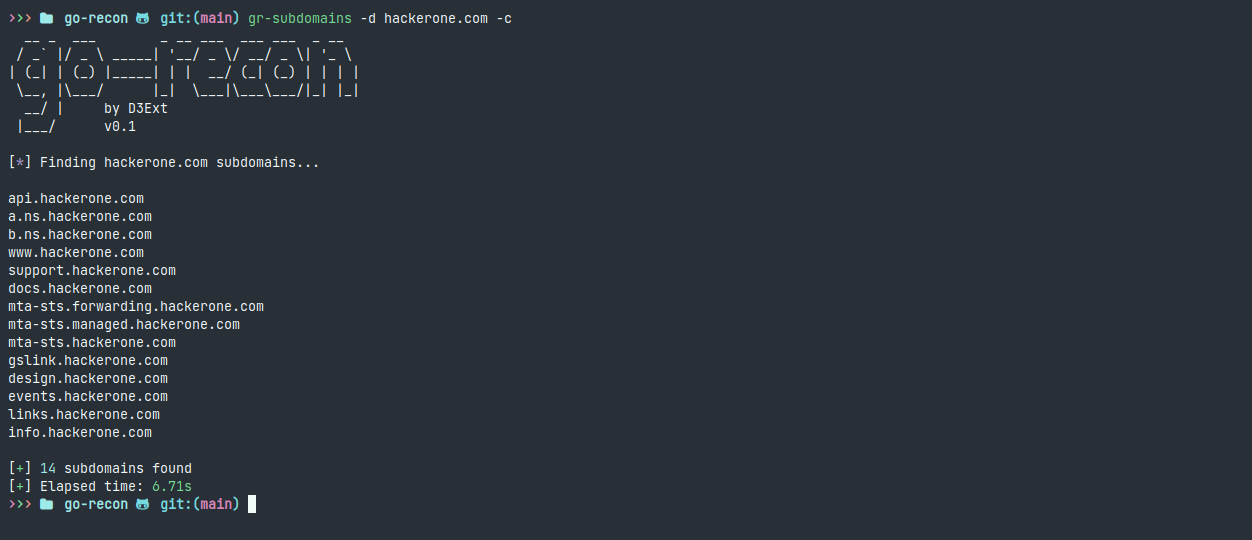 >>> go-recon git:(main) gr-subdomains -d hackerone.com -c
   __ _  ___        _ __ ___  ___ ___  _ __
 / _` |/ _ \ _____| '__/ _ \/ __/ _ \| '_ \
| (_| | (_) |_____| | |  __/ (_| (_) | | | |
 \__, |\___/      |_|  \___|\___\___/|_| |_|
  __/ |     by D3Ext
 |___/      v0.1
[*] Finding hackerone.com subdomains...
api.hackerone.com
a.ns.hackerone.com
b.ns.hackerone.com
www.hackerone.com
support.hackerone.com
docs.hackerone.com
mta-sts.forwarding.hackerone.com
mta-sts.managed.hackerone.com
mta-sts.hackerone.com
gslink.hackerone.com
design.hackerone.com
events.hackerone.com
links.hackerone.com
info.hackerone.com
[+] 14 subdomains found
[+] Elapsed time: 6.71s
>>> go-recon git:(main)